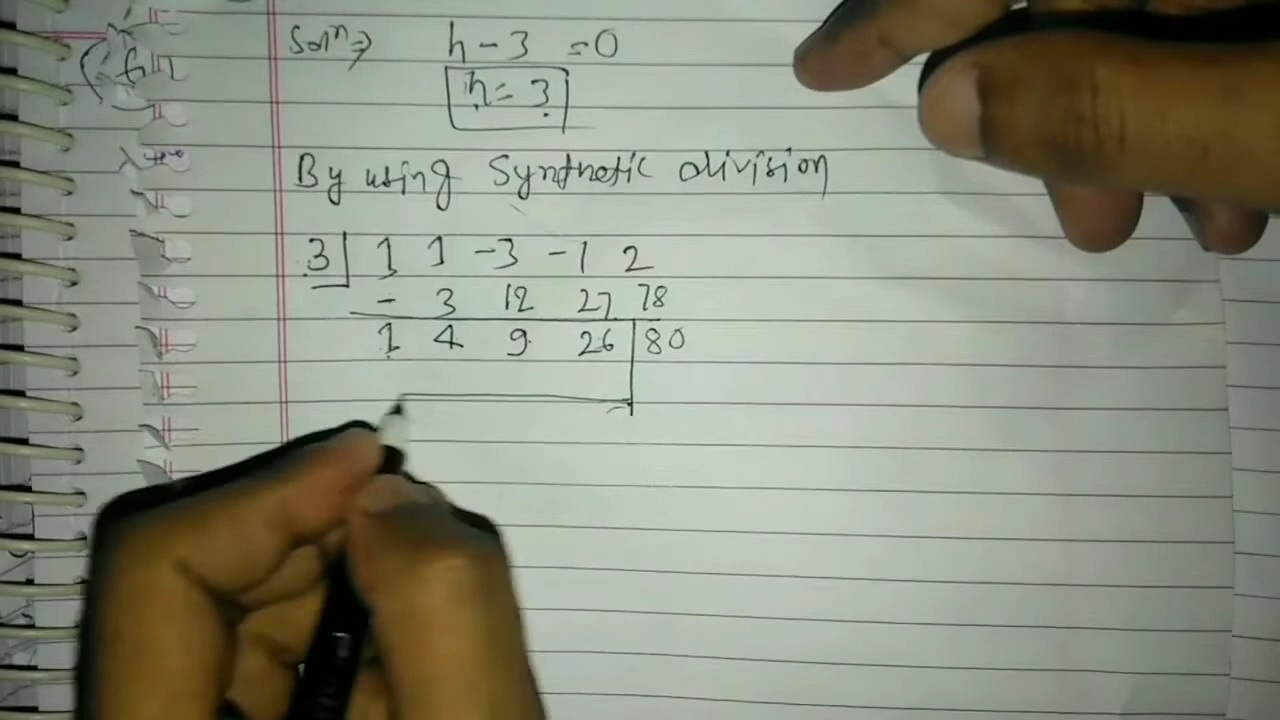 Solⁿ ⇒ h - 3 = 0
h = 3
By using Synthetic division
3 | 1 1 -3 -1 2
- 3 12 27 78
1 4 9 26 | 80